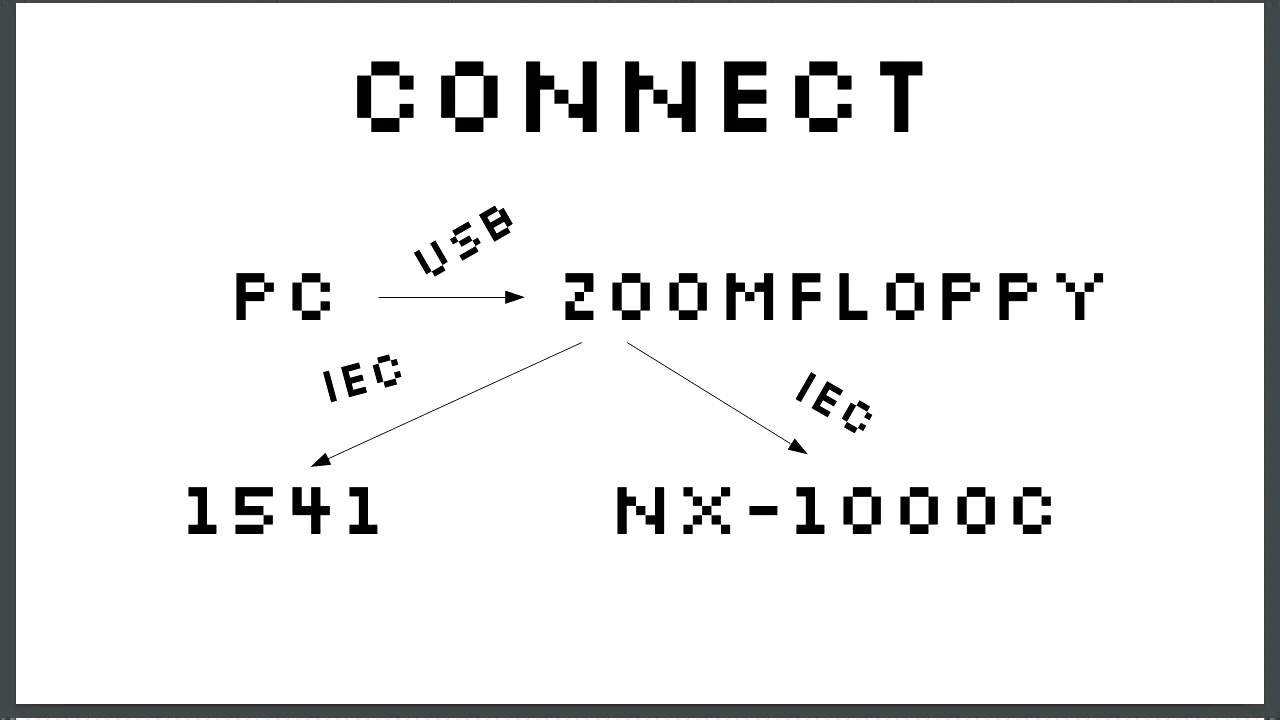 CONNECT
USB
PC ZOOMFLOPPY
IEC IEC
1541 NX-1000C